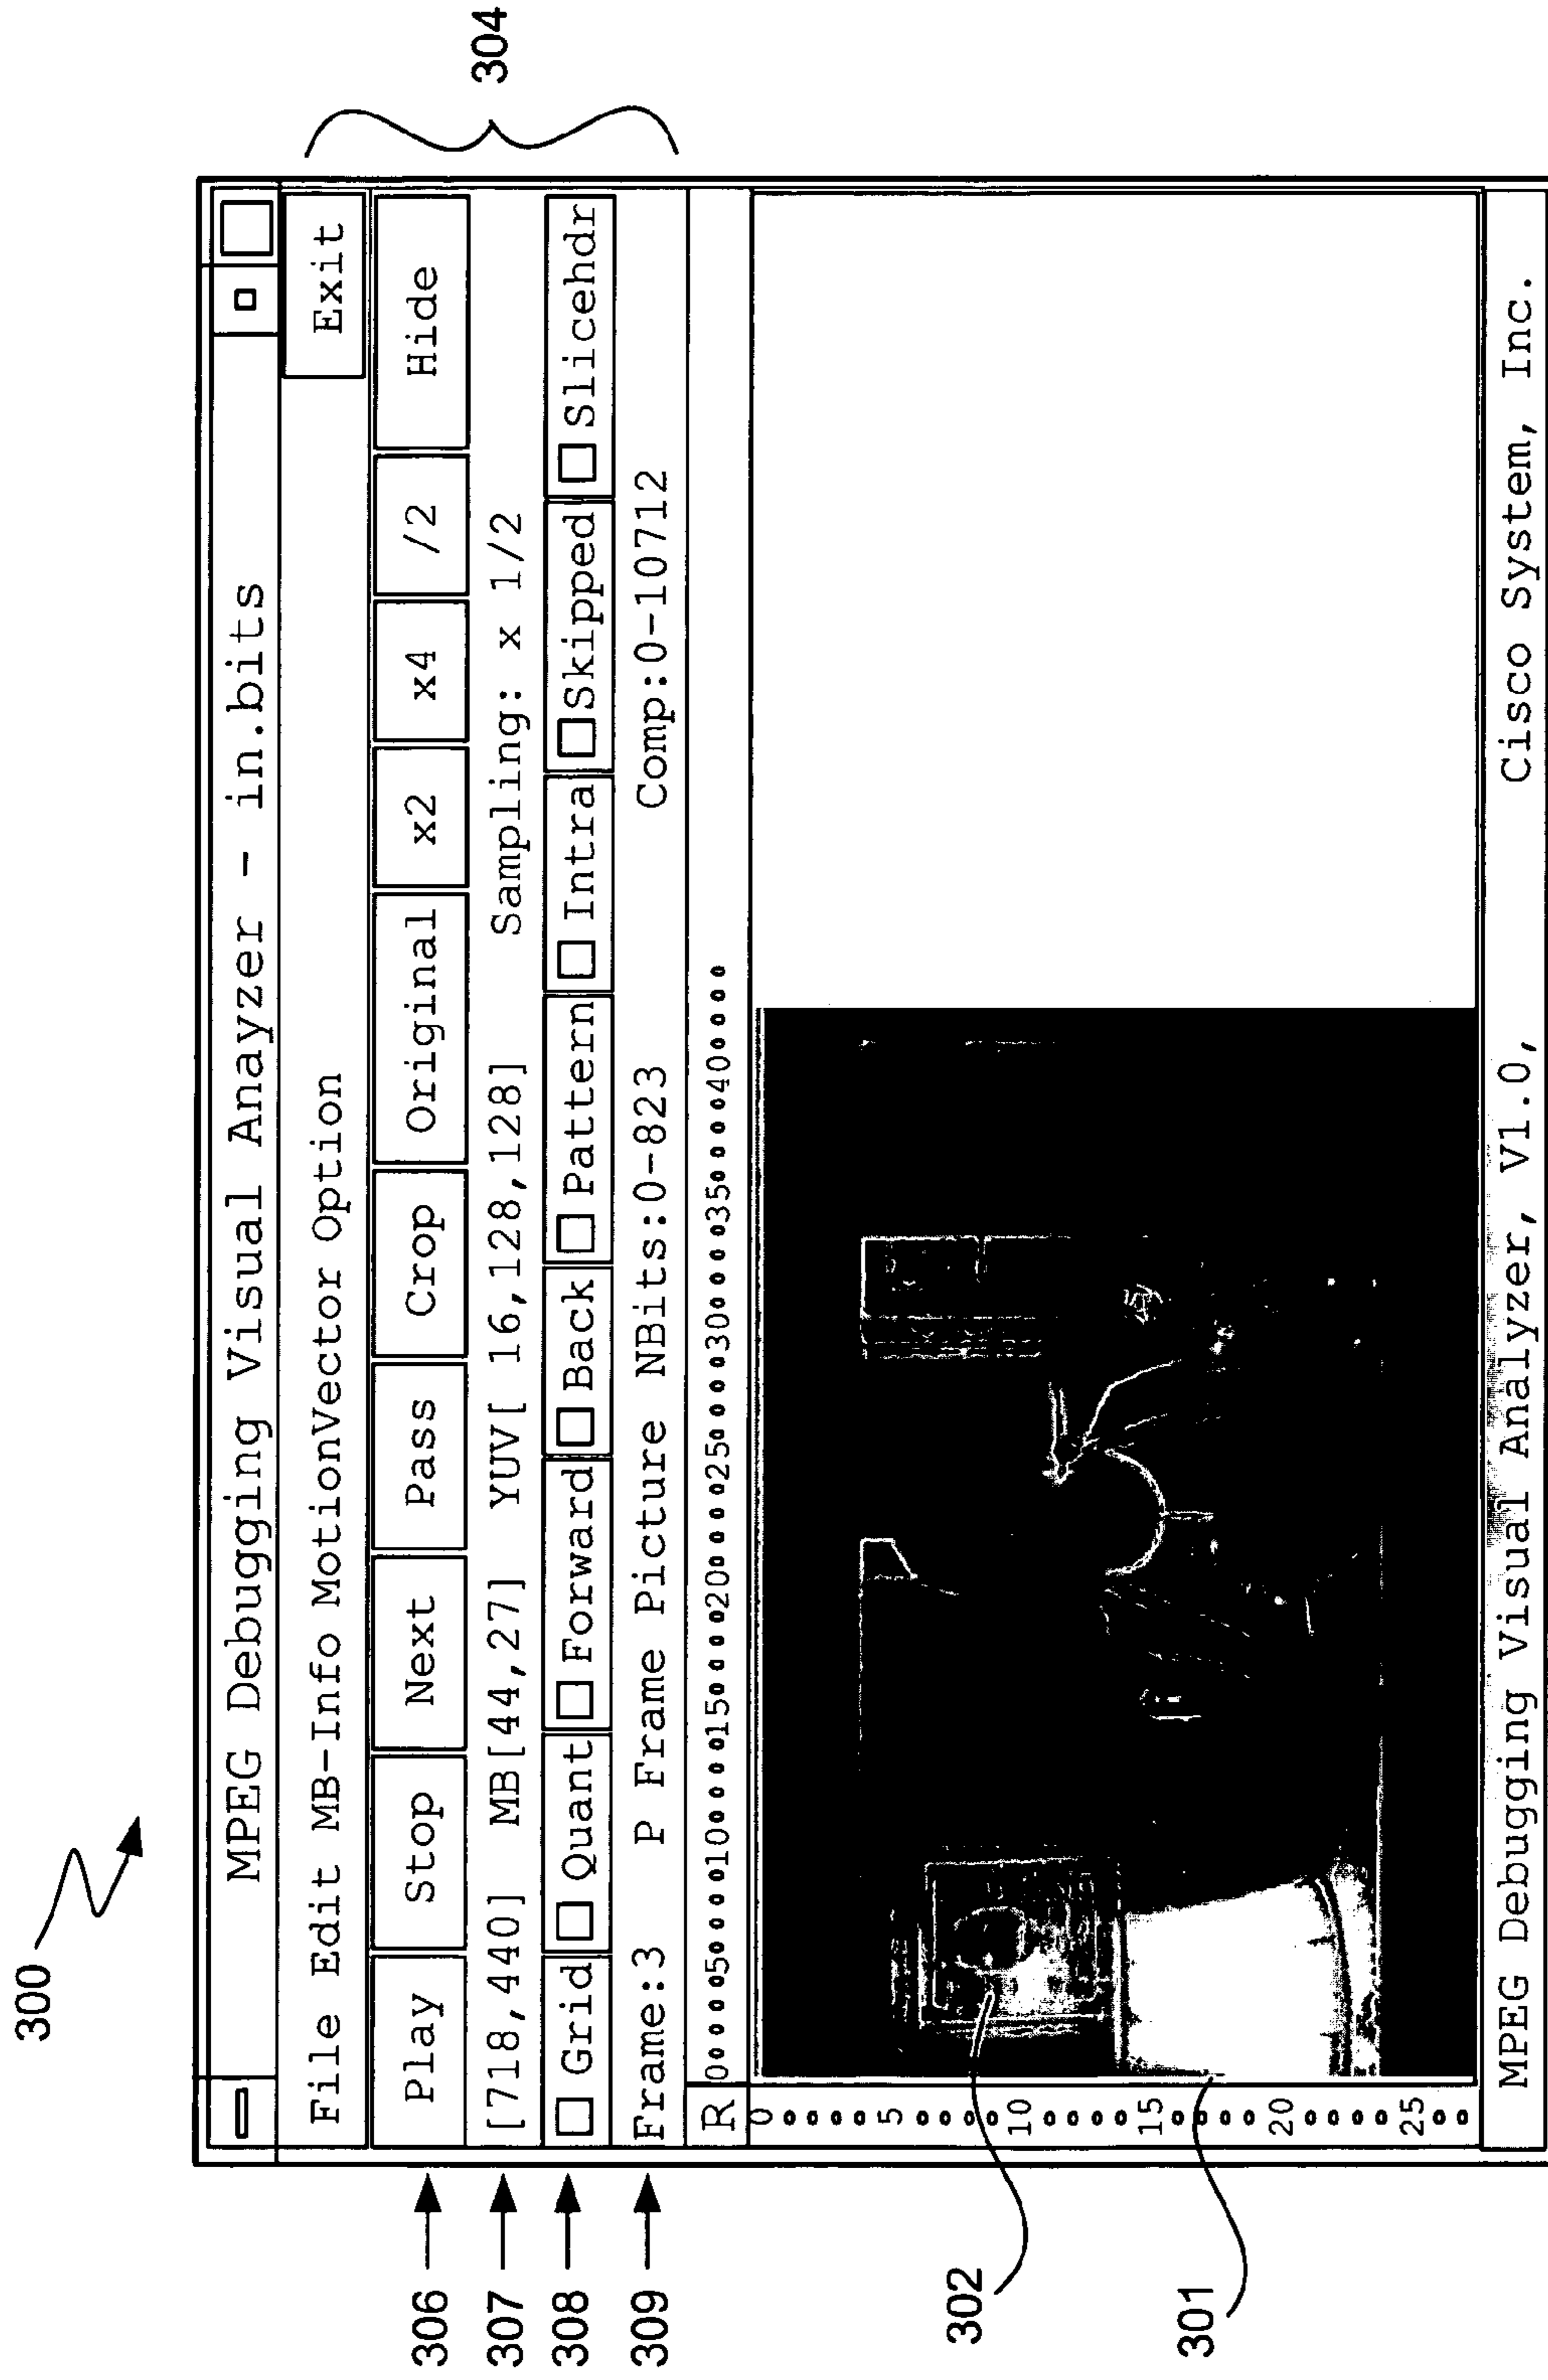 300
MPEG Debugging Visual Anayzer - in.bits
File Edit MB-Info MotionVector Option Exit
304
306 Play Stop Next Pass Crop Original x2 x4 /2 Hide
307 [718,440] MB[44,27] YUV[ 16,128,128] Sampling: x 1/2
308 Grid Quant Forward Back Pattern Intra Skipped Slicehdr
309 Frame:3 P Frame Picture NBits:0-823 Comp:0-10712
R 0 5 10 15 20 25 30 35 40
0
5
10
15
20
25
302
301
MPEG Debugging Visual Analyzer, V1.0, Cisco System, Inc.